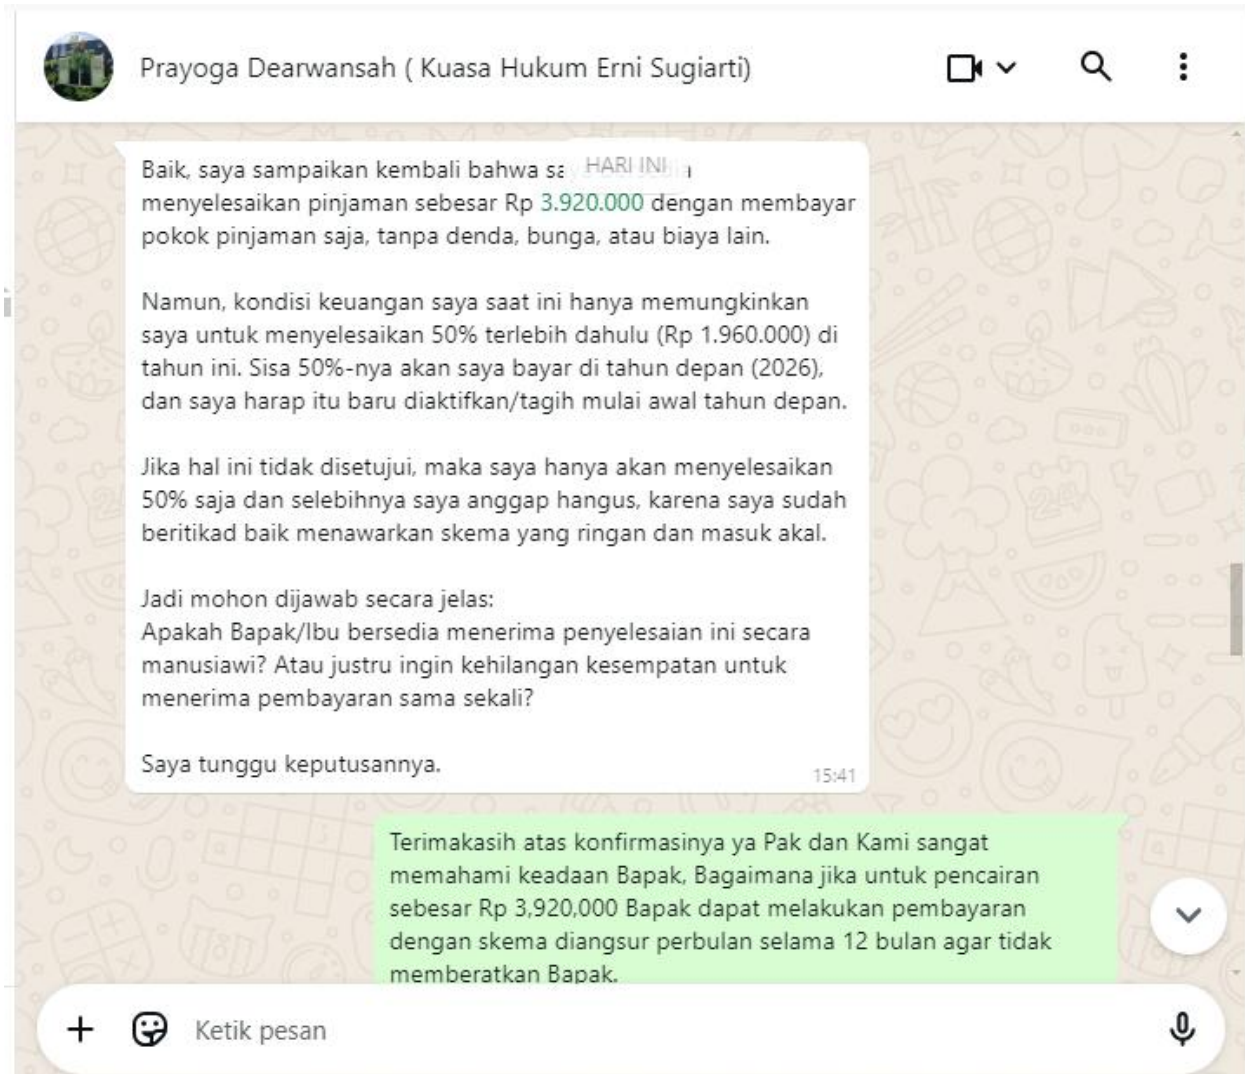 Prayoga Dearwansah ( Kuasa Hukum Erni Sugiarti)
HARI INI
Baik, saya sampaikan kembali bahwa
menyelesaikan pinjaman sebesar Rp 3.920.000 dengan membayar
pokok pinjaman saja, tanpa denda, bunga, atau biaya lain.
Namun, kondisi keuangan saya saat ini hanya memungkinkan
saya untuk menyelesaikan 50% terlebih dahulu (Rp 1.960.000) di
tahun ini. Sisa 50%-nya akan saya bayar di tahun depan (2026),
dan saya harap itu baru diaktifkan/tagih mulai awal tahun depan.
Jika hal ini tidak disetujui, maka saya hanya akan menyelesaikan
50% saja dan selebihnya saya anggap hangus, karena saya sudah
beritikad baik menawarkan skema yang ringan dan masuk akal.
Jadi mohon dijawab secara jelas:
Apakah Bapak/Ibu bersedia menerima penyelesaian ini secara
manusiawi? Atau justru ingin kehilangan kesempatan untuk
menerima pembayaran sama sekali?
Saya tunggu keputusannya.
15:41
Terimakasih atas konfirmasinya ya Pak dan Kami sangat
memahami keadaan Bapak, Bagaimana jika untuk pencairan
sebesar Rp 3,920,000 Bapak dapat melakukan pembayaran
dengan skema diangsur perbulan selama 12 bulan agar tidak
memberatkan Bapak.
Ketik pesan